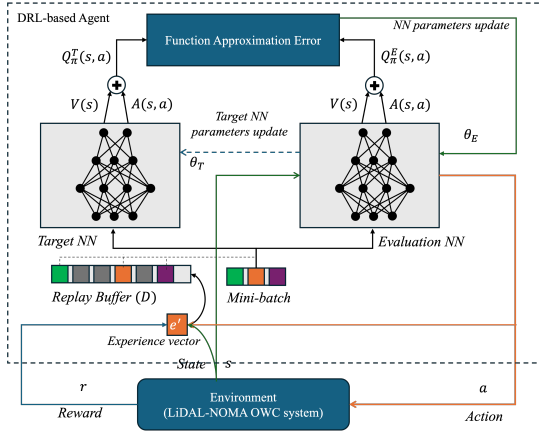 DRL-based Agent
Function Approximation Error
NN parameters update
Q_π^T(s, a)
Q_π^E(s, a)
V(s)
A(s, a)
V(s)
A(s, a)
Target NN
parameters update
θ_T
θ_E
Target NN
Evaluation NN
Replay Buffer (D)
Mini-batch
e'
Experience vector
State
s
r
Reward
Environment
(LiDAL-NOMA OWC system)
a
Action